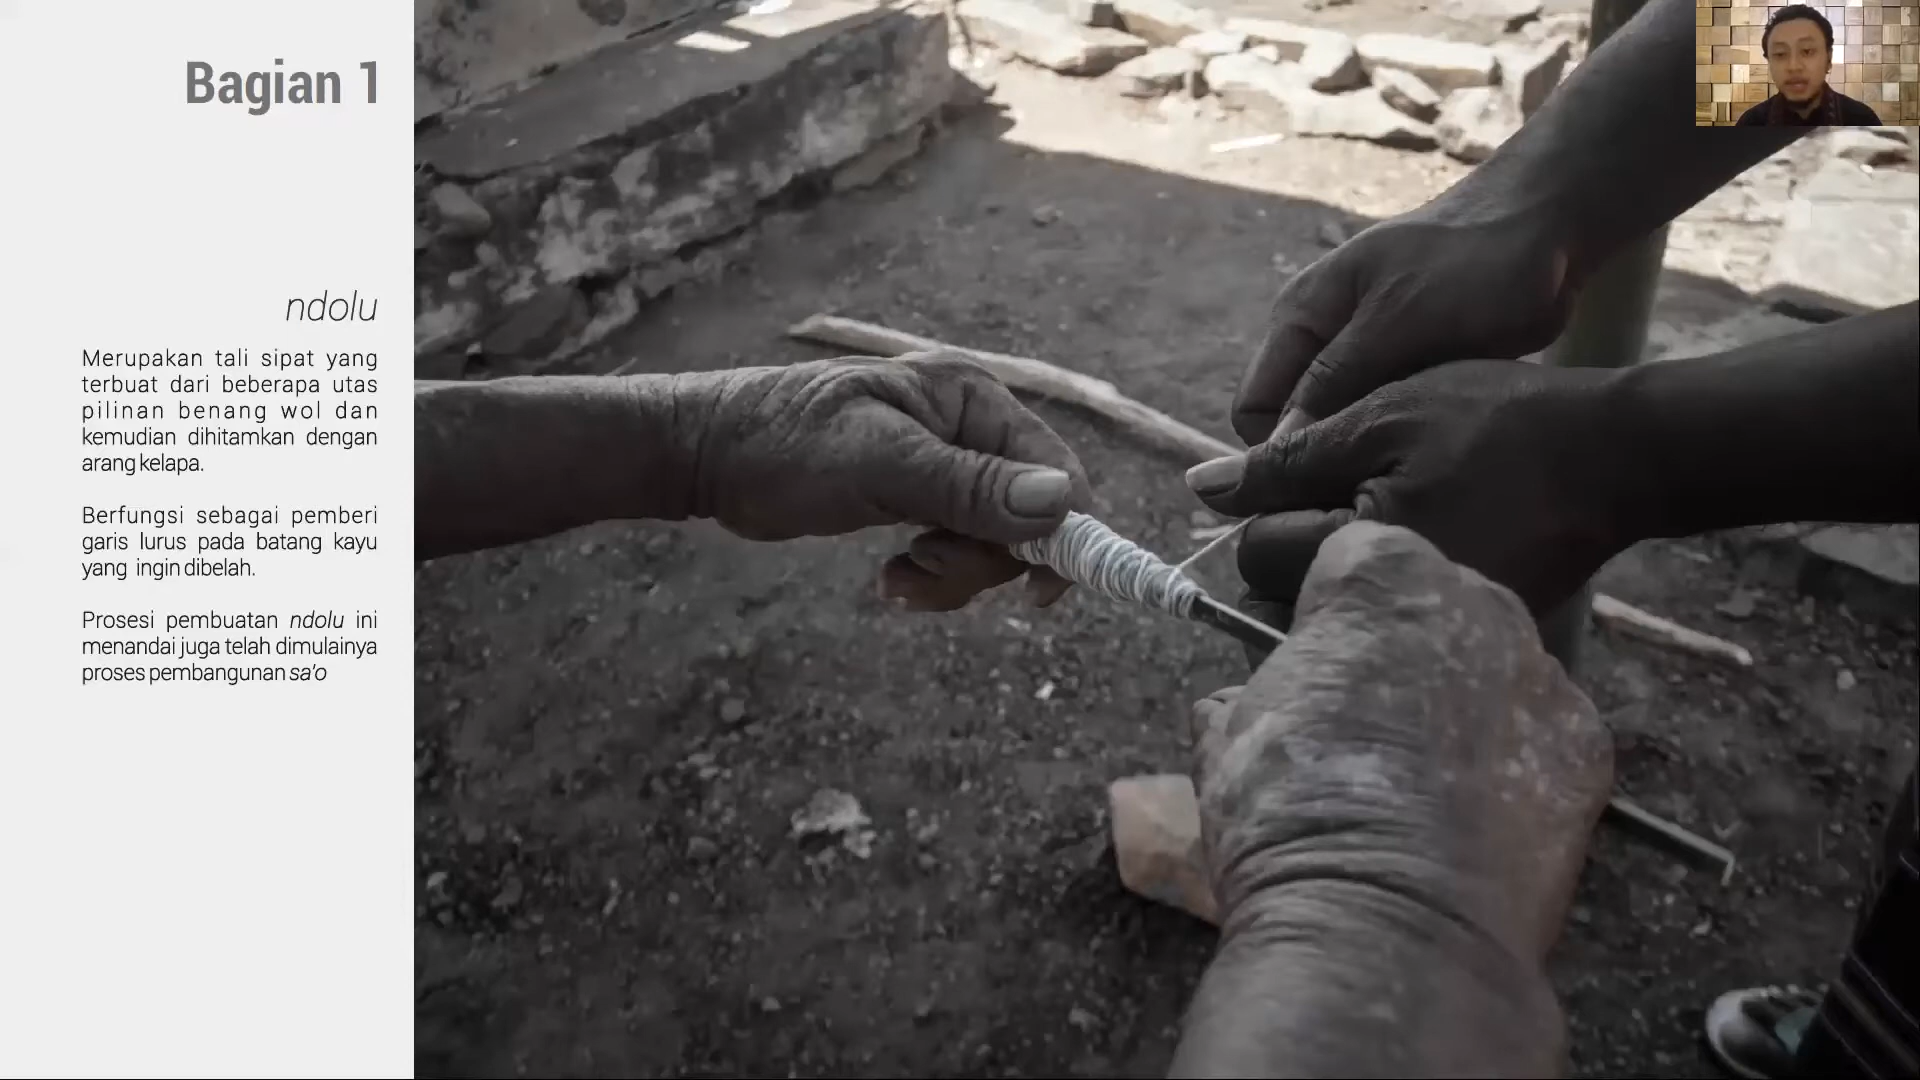 Bagian 1
ndolu
Merupakan tali sipat yang
terbuat dari beberapa utas
pilinan benang wol dan
kemudian dihitamkan dengan
arang kelapa.
Berfungsi sebagai pemberi
garis lurus pada batang kayu
yang ingin dibelah.
Prosesi pembuatan ndolu ini
menandai juga telah dimulainya
proses pembangunan sa'o